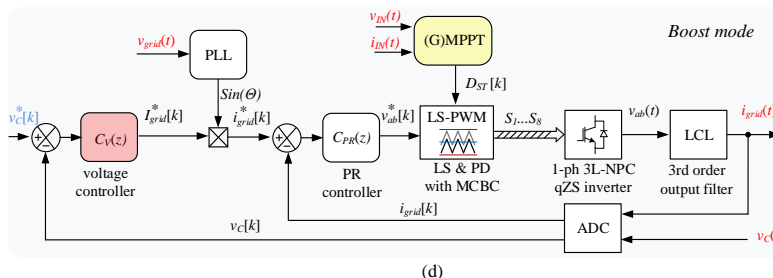 v_IN(t)
i_IN(t)
(G)MPPT
Boost mode
v_grid(t)
PLL
D_ST[k]
Sin(Θ)
v*_C[k]
C_V(z)
I*_grid[k]
i*_grid[k]
C_PR(z)
v*_ab[k]
LS-PWM
S_1...S_8
v_ab(t)
LCL
i_grid(t)
voltage
controller
PR
controller
LS & PD
with MCBC
1-ph 3L-NPC
qZS inverter
3rd order
output filter
i_grid[k]
ADC
v_C[k]
v_C(
(d)